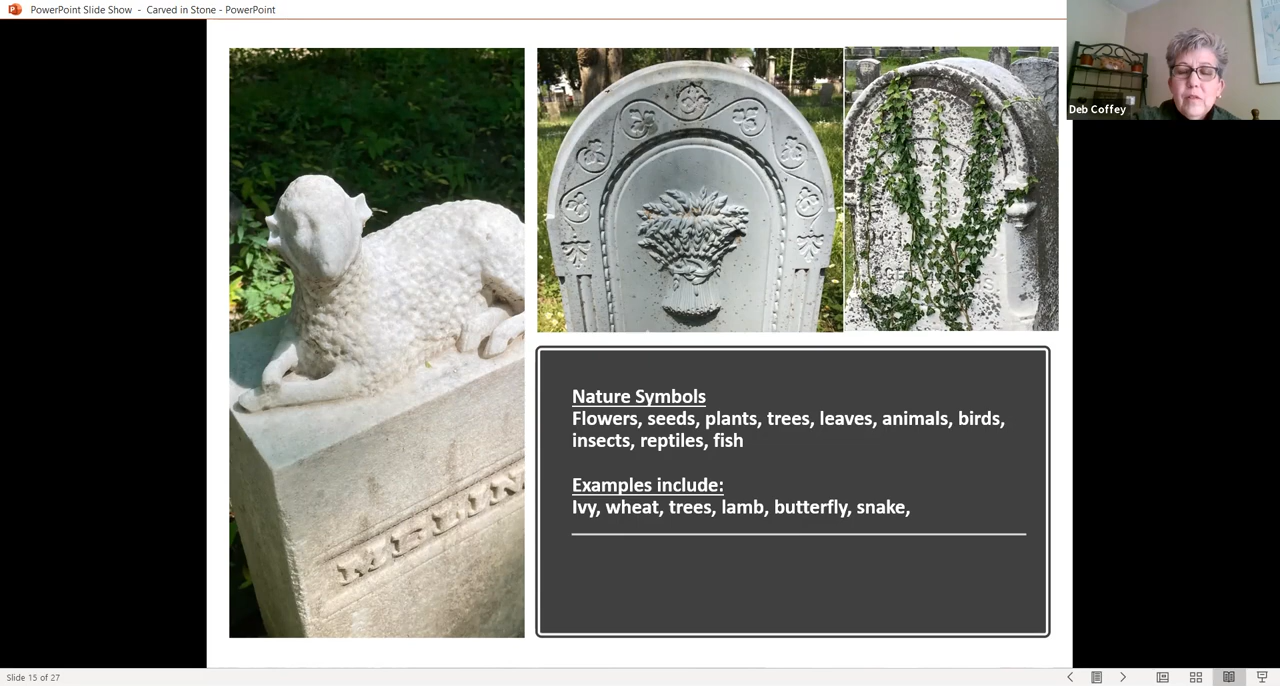 PowerPoint Slide Show - Carved in Stone - PowerPoint
Deb Coffey
Nature Symbols
Flowers, seeds, plants, trees, leaves, animals, birds,
insects, reptiles, fish
Examples include:
Ivy, wheat, trees, lamb, butterfly, snake,
MELIN
Slide 15 of 27